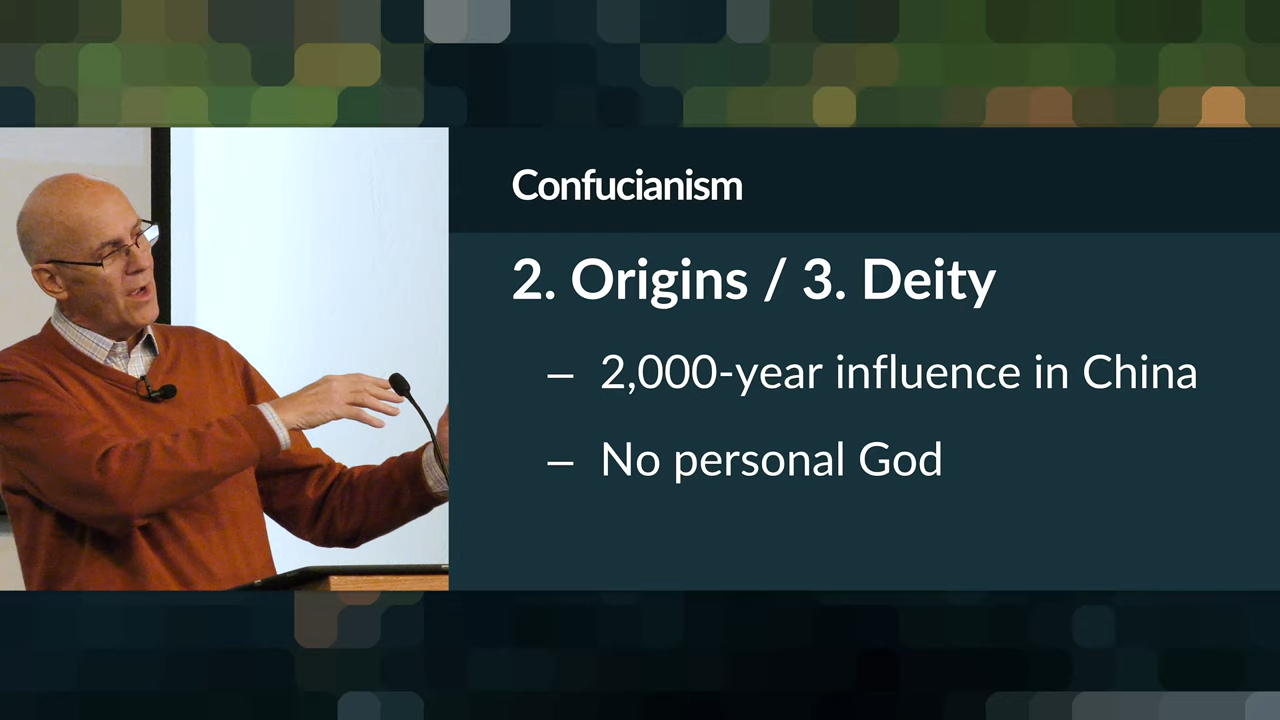 Confucianism
2. Origins / 3. Deity
– 2,000-year influence in China
– No personal God